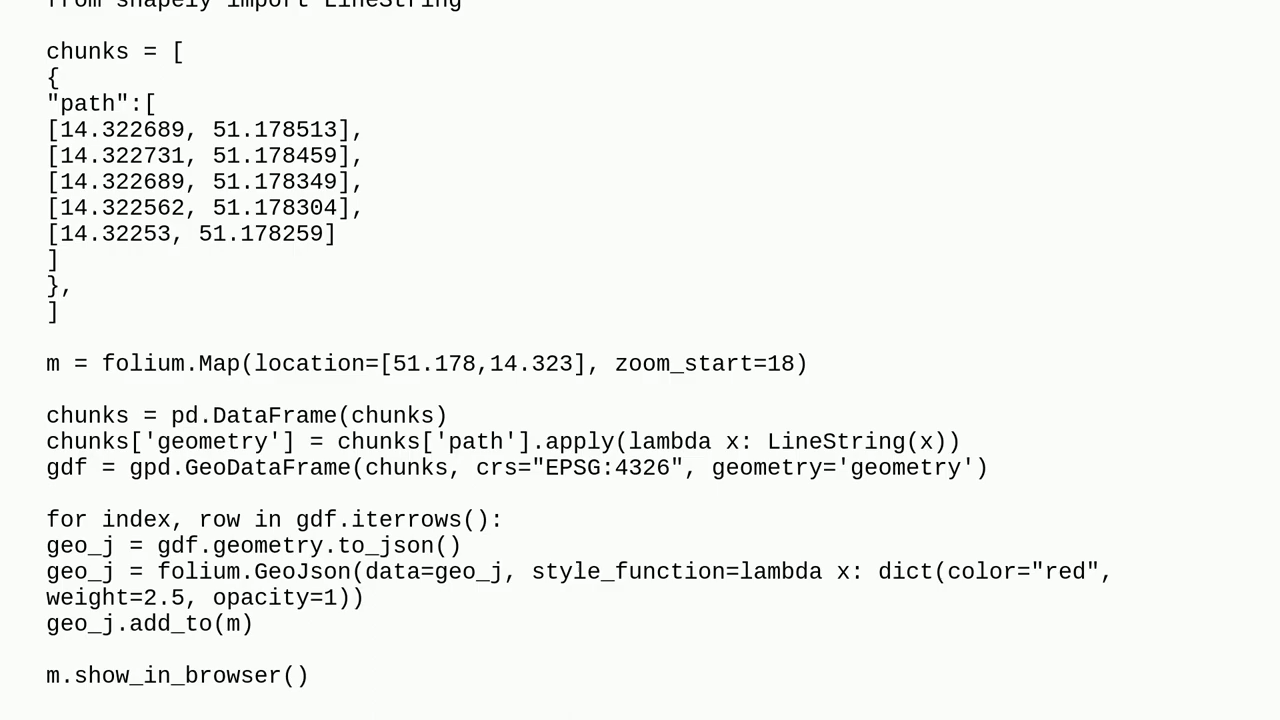 from shapely import LineString
chunks = [
{
"path":[
[14.322689, 51.178513],
[14.322731, 51.178459],
[14.322689, 51.178349],
[14.322562, 51.178304],
[14.32253, 51.178259]
]
},
]
m = folium.Map(location=[51.178,14.323], zoom_start=18)
chunks = pd.DataFrame(chunks)
chunks['geometry'] = chunks['path'].apply(lambda x: LineString(x))
gdf = gpd.GeoDataFrame(chunks, crs="EPSG:4326", geometry='geometry')
for index, row in gdf.iterrows():
geo_j = gdf.geometry.to_json()
geo_j = folium.GeoJson(data=geo_j, style_function=lambda x: dict(color="red",
weight=2.5, opacity=1))
geo_j.add_to(m)
m.show_in_browser()